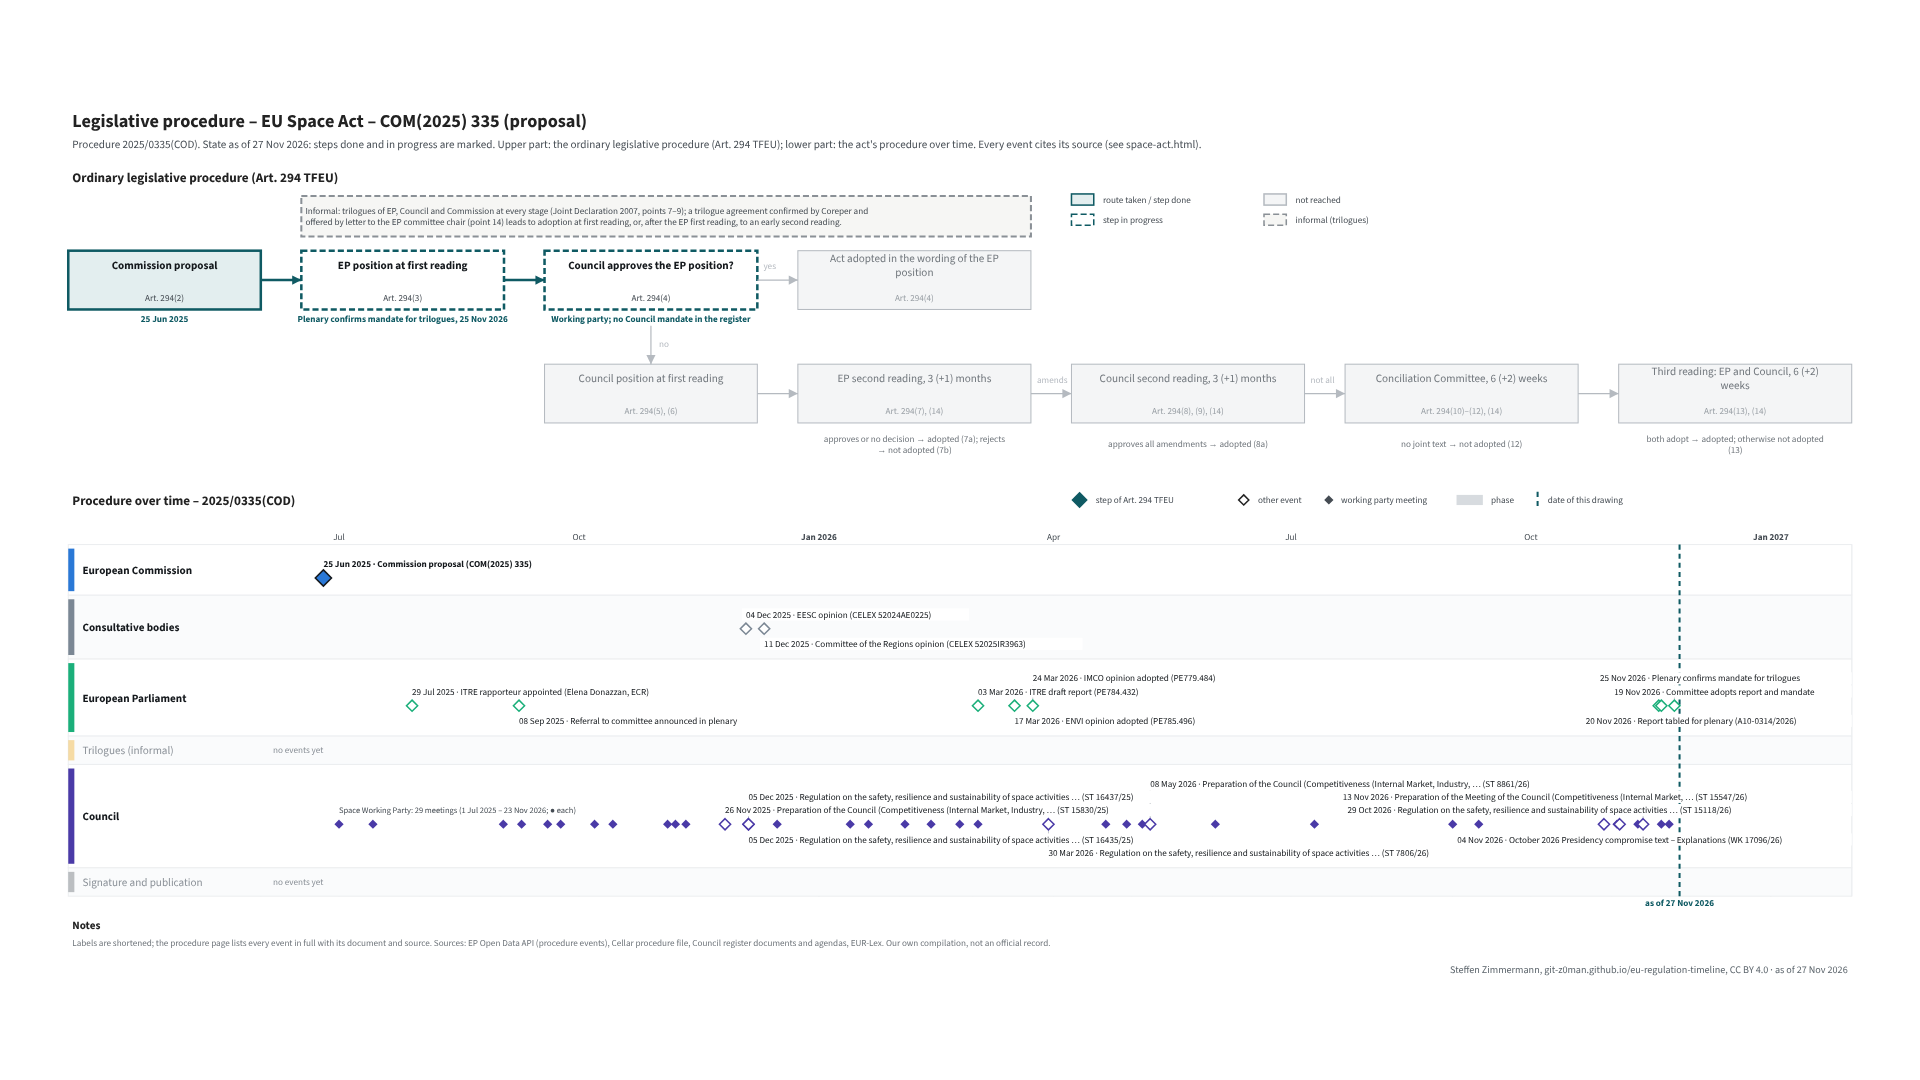 Legislative procedure – EU Space Act – COM(2025) 335 (proposal)
Procedure 2025/0335(COD). State as of 27 Nov 2026: steps done and in progress are marked. Upper part: the ordinary legislative procedure (Art. 294 TFEU); lower part: the act's procedure over time. Every event cites its source (see space-act.html).
Ordinary legislative procedure (Art. 294 TFEU)
Informal: trilogues of EP, Council and Commission at every stage (Joint Declaration 2007, points 7–9); a trilogue agreement confirmed by Coreper and
offered by letter to the EP committee chair (point 14) leads to adoption at first reading, or, after the EP first reading, to an early second reading.
route taken / step done
not reached
step in progress
informal (trilogues)
Commission proposal
Art. 294(2)
25 Jun 2025
EP position at first reading
Art. 294(3)
Plenary confirms mandate for trilogues, 25 Nov 2026
Council approves the EP position?
Art. 294(4)
Working party; no Council mandate in the register
yes
Act adopted in the wording of the EP
position
Art. 294(4)
no
Council position at first reading
Art. 294(5), (6)
EP second reading, 3 (+1) months
Art. 294(7), (14)
approves or no decision → adopted (7a); rejects
→ not adopted (7b)
amends
Council second reading, 3 (+1) months
Art. 294(8), (9), (14)
approves all amendments → adopted (8a)
not all
Conciliation Committee, 6 (+2) weeks
Art. 294(10)–(12), (14)
no joint text → not adopted (12)
Third reading: EP and Council, 6 (+2)
weeks
Art. 294(13), (14)
both adopt → adopted; otherwise not adopted
(13)
Procedure over time – 2025/0335(COD)
step of Art. 294 TFEU
other event
working party meeting
phase
date of this drawing
Jul
Oct
Jan 2026
Apr
Jul
Oct
Jan 2027
European Commission
25 Jun 2025 · Commission proposal (COM(2025) 335)
Consultative bodies
04 Dec 2025 · EESC opinion (CELEX 52024AE0225)
11 Dec 2025 · Committee of the Regions opinion (CELEX 52025IR3963)
European Parliament
24 Mar 2026 · IMCO opinion adopted (PE779.484)
25 Nov 2026 · Plenary confirms mandate for trilogues
29 Jul 2025 · ITRE rapporteur appointed (Elena Donazzan, ECR)
03 Mar 2026 · ITRE draft report (PE784.432)
19 Nov 2026 · Committee adopts report and mandate
08 Sep 2025 · Referral to committee announced in plenary
17 Mar 2026 · ENVI opinion adopted (PE785.496)
20 Nov 2026 · Report tabled for plenary (A10-0314/2026)
Trilogues (informal)
no events yet
Council
08 May 2026 · Preparation of the Council (Competitiveness (Internal Market, Industry, … (ST 8861/26)
05 Dec 2025 · Regulation on the safety, resilience and sustainability of space activities … (ST 16437/25)
13 Nov 2026 · Preparation of the Meeting of the Council (Competitiveness (Internal Market, … (ST 15547/26)
Space Working Party: 29 meetings (1 Jul 2025 – 23 Nov 2026; ⬥ each)
26 Nov 2025 · Preparation of the Council (Competitiveness (Internal Market, Industry, … (ST 15830/25)
29 Oct 2026 · Regulation on the safety, resilience and sustainability of space activities … (ST 15118/26)
05 Dec 2025 · Regulation on the safety, resilience and sustainability of space activities … (ST 16435/25)
04 Nov 2026 · October 2026 Presidency compromise text – Explanations (WK 17096/26)
30 Mar 2026 · Regulation on the safety, resilience and sustainability of space activities … (ST 7806/26)
Signature and publication
no events yet
as of 27 Nov 2026
Notes
Labels are shortened; the procedure page lists every event in full with its document and source. Sources: EP Open Data API (procedure events), Cellar procedure file, Council register documents and agendas, EUR-Lex. Our own compilation, not an official record.
Steffen Zimmermann, git-z0man.github.io/eu-regulation-timeline, CC BY 4.0 · as of 27 Nov 2026